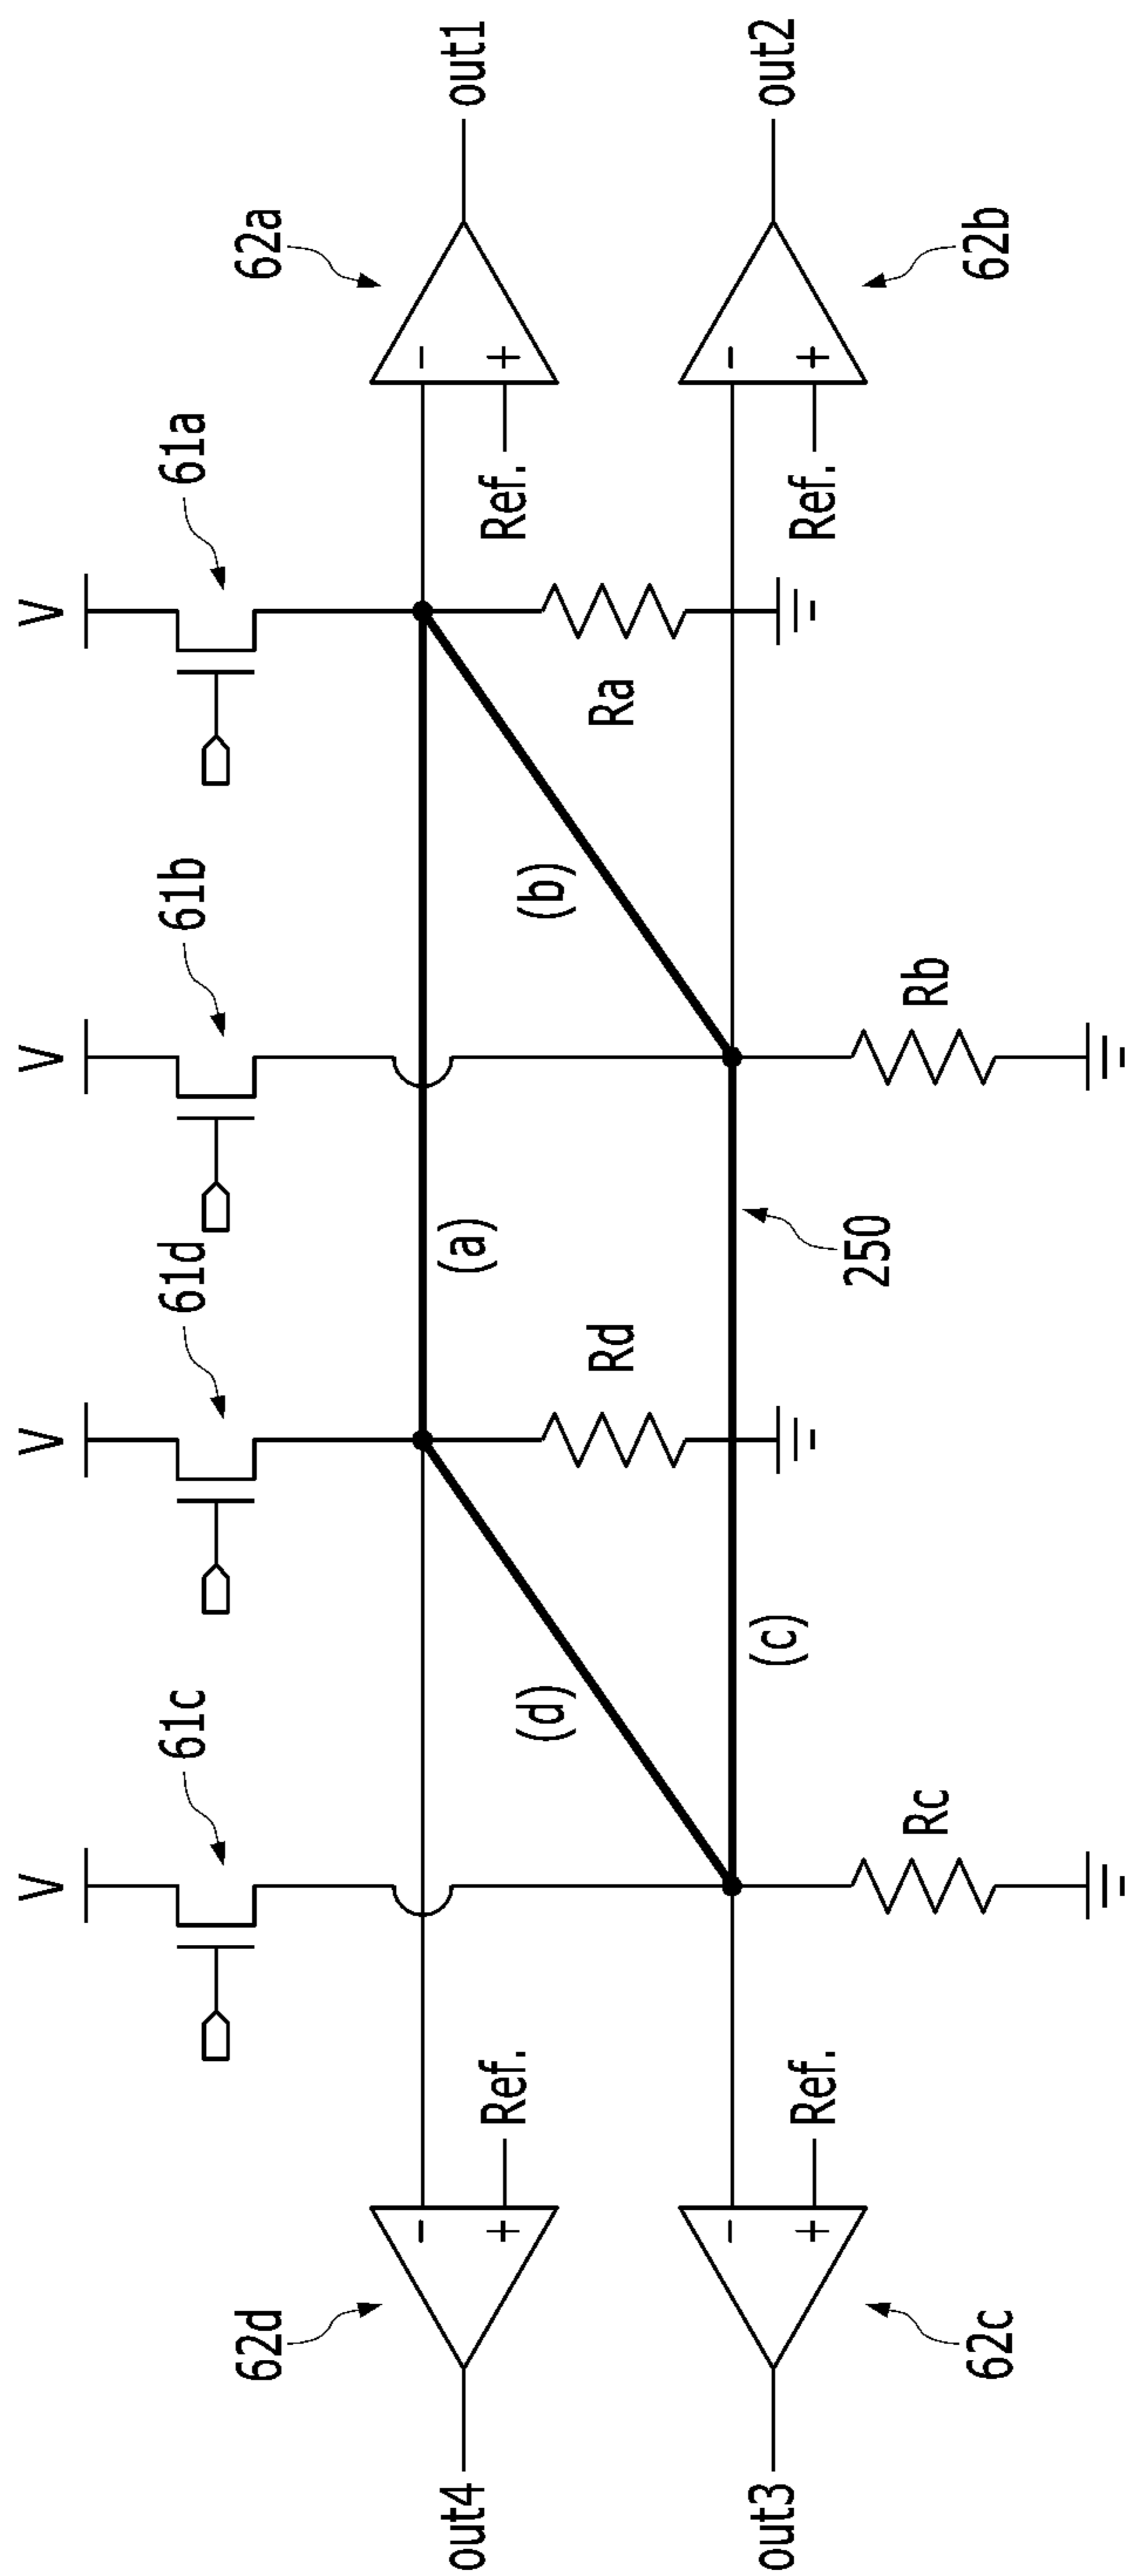 V
V
V
V
61c
61d
61b
61a
62d
62a
out4
-
+
Ref.
(a)
-
+
Ref.
out1
(d)
Rd
(b)
Ra
out3
-
+
Ref.
(c)
250
-
+
Ref.
out2
62c
Rc
Rb
62b